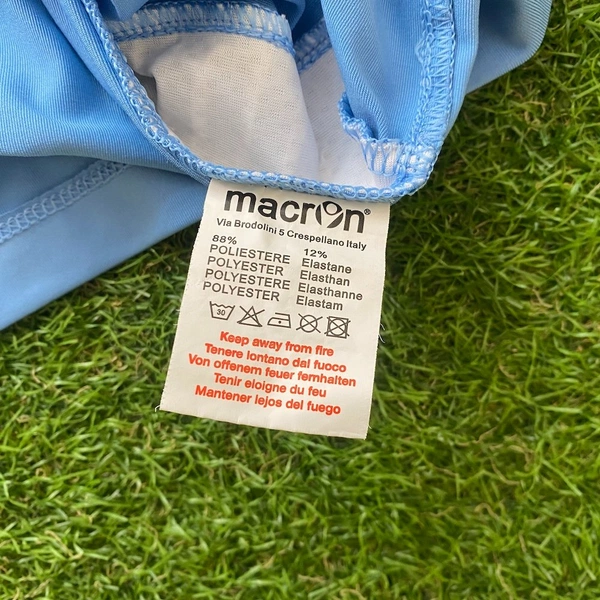 macron®
Via Brodolini 5 Crespellano Italy
88% 12%
POLIESTERE Elastane
POLYESTER Elasthan
POLYESTERE Elasthanne
POLYESTER Elastam
30
Keep away from fire
Tenere lontano dal fuoco
Von offenem feuer fernhalten
Tenir eloigne du feu
Mantener lejos del fuego